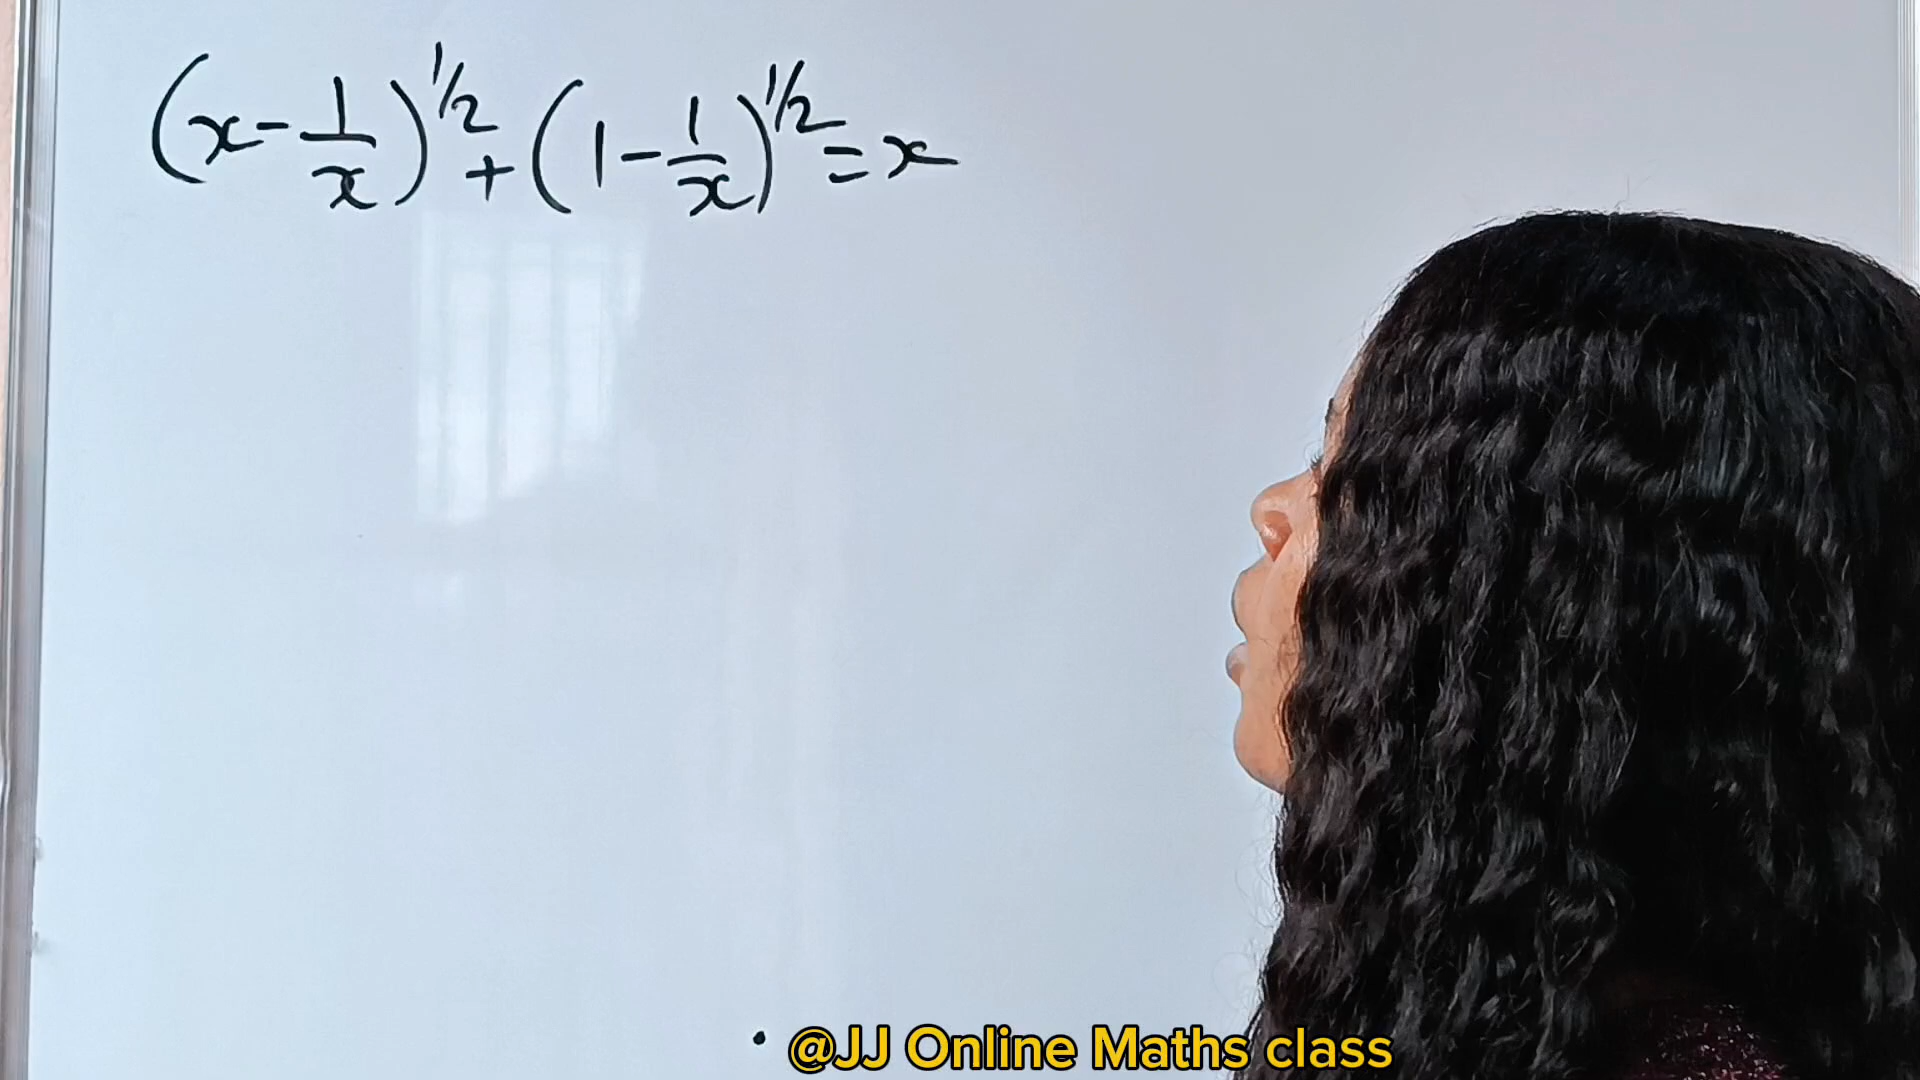 (x - 1/x)^1/2 + (1 - 1/x)^1/2 = x
@JJ Online Maths class